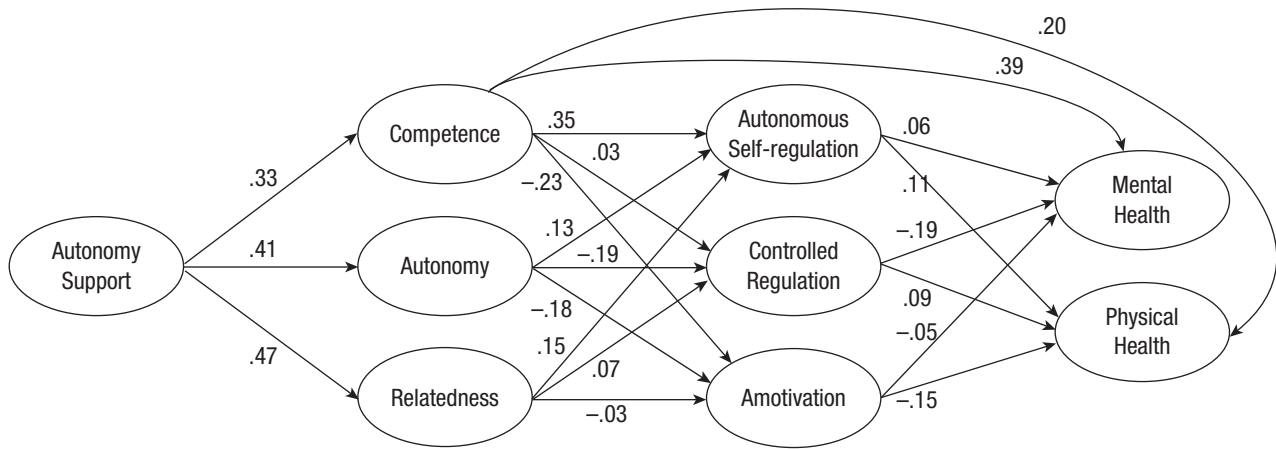 .20
.39
Competence
.35
Autonomous
Self-regulation
.06
.03
.33
–.23
.11
Mental
Health
.13
–.19
Autonomy
Support
.41
Autonomy
–.19
Controlled
Regulation
–.18
.09
Physical
Health
–.05
.47
.15
.07
Relatedness
–.03
Amotivation
–.15